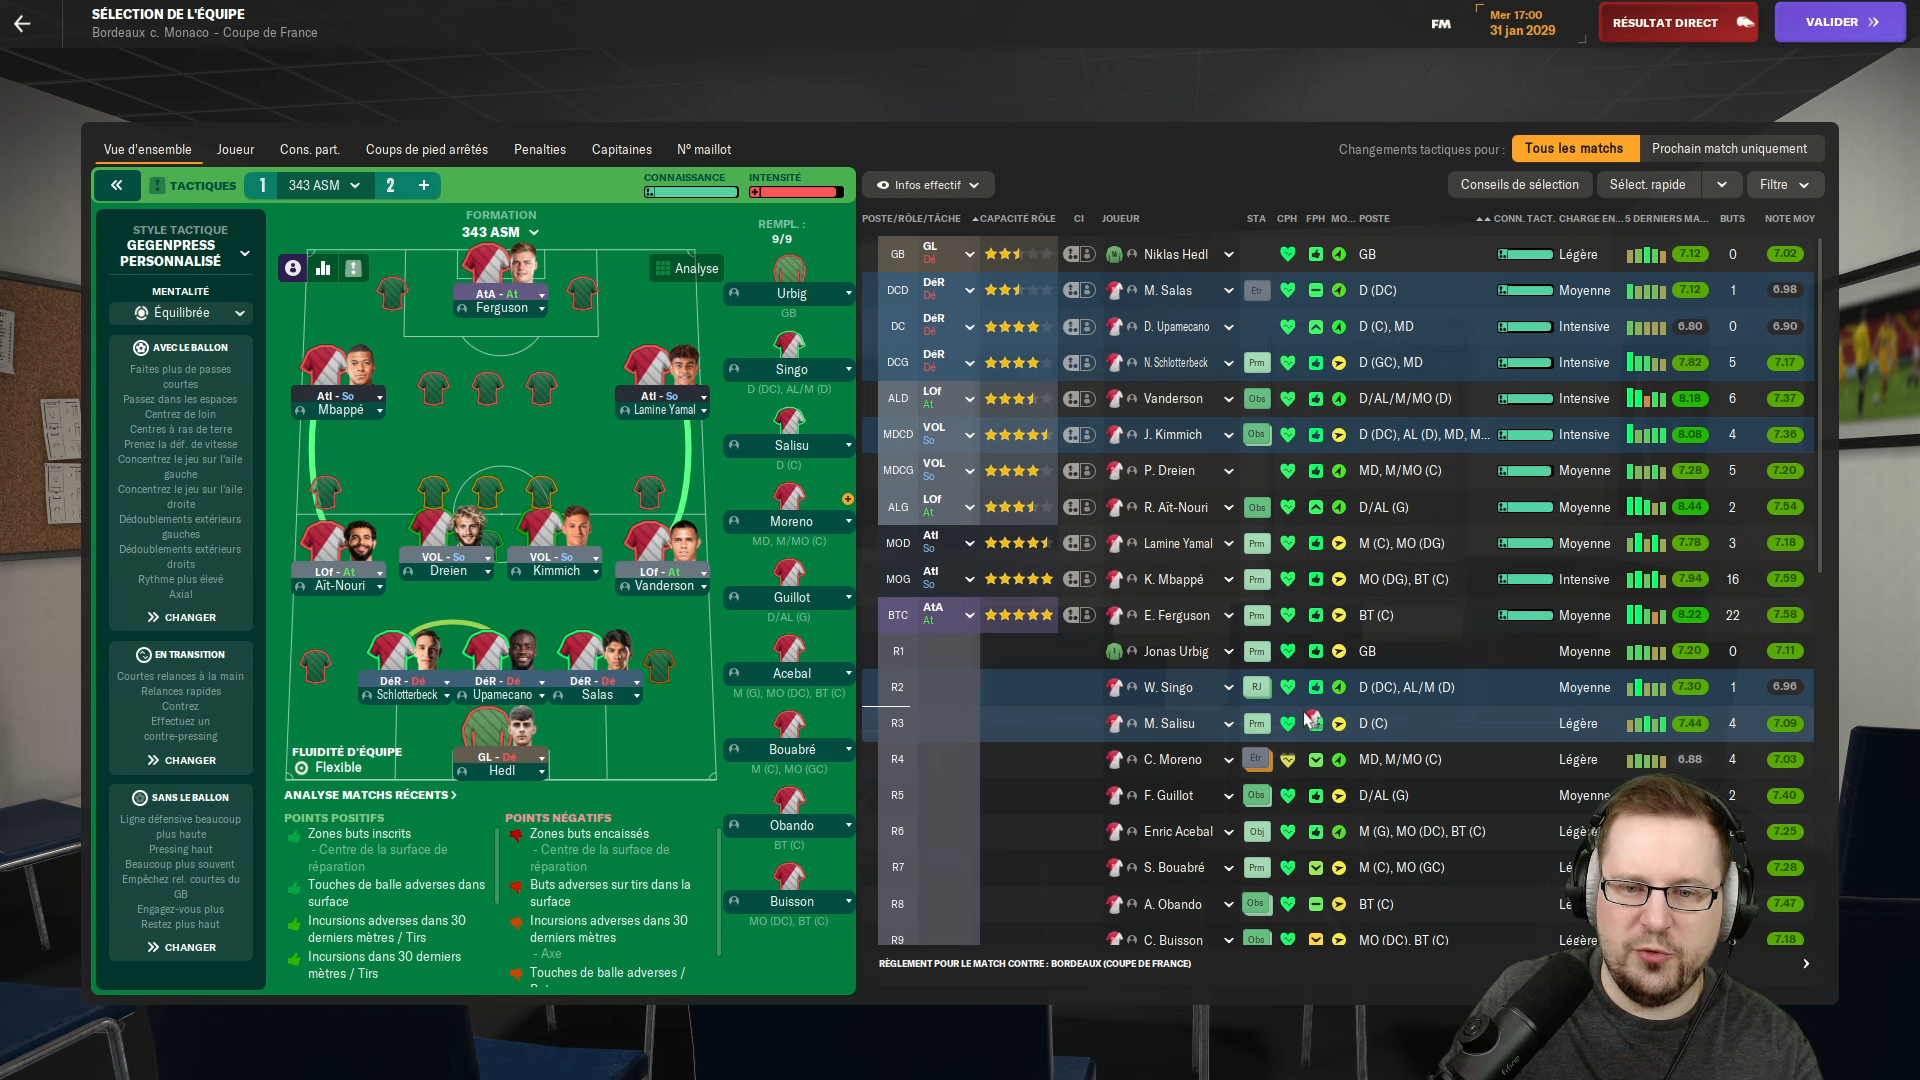 SÉLECTION DE L'ÉQUIPE
Bordeaux c. Monaco - Coupe de France
FM
Mer 17:00
31 jan 2029
RÉSULTAT DIRECT
VALIDER
Vue d'ensemble
Joueur
Cons. part.
Coups de pied arrêtés
Penalties
Capitaines
Nº maillot
Changements tactiques pour :
Tous les matchs
Prochain match uniquement
TACTIQUES
1
343 ASM
2
+
CONNAISSANCE
INTENSITÉ
Infos effectif
Conseils de sélection
Sélect. rapide
Filtre
STYLE TACTIQUE
GEGENPRESS
PERSONNALISÉ
MENTALITÉ
Équilibrée
AVEC LE BALLON
Faites plus de passes
courtes
Passez dans les espaces
Centrez de loin
Centres à ras de terre
Prenez la déf. de vitesse
Concentrez le jeu sur l'aile
gauche
Concentrez le jeu sur l'aile
droite
Dédoublements extérieurs
gauches
Dédoublements extérieurs
droits
Rythme plus élevé
Axial
CHANGER
EN TRANSITION
Courtes relances à la main
Relances rapides
Contrez
Effectuez un
contre-pressing
CHANGER
SANS LE BALLON
Ligne défensive beaucoup
plus haute
Pressing haut
Beaucoup plus souvent
Empêchez rel. courtes du
GB
Engagez-vous plus
Restez plus haut
CHANGER
FORMATION
343 ASM
Analyse
AtA - At
Ferguson
Atl - So
Mbappé
Atl - So
Lamine Yamal
LOf - At
Aït-Nouri
VOL - So
Dreien
VOL - So
Kimmich
LOf - At
Vanderson
DéR - Dé
Schlotterbeck
DéR - Dé
Upamecano
DéR - Dé
Salas
GL - Dé
Hedl
FLUIDITÉ D'ÉQUIPE
Flexible
REMPL. :
9/9
Urbig
GB
Singo
D (DC), AL/M (D)
Salisu
D (C)
Moreno
MD, M/MO (C)
Guillot
D/AL (G)
Acebal
M (G), MO (DC), BT (C)
Bouabré
M (C), MO (GC)
Obando
BT (C)
Buisson
MO (DC), BT (C)
ANALYSE MATCHS RÉCENTS
POINTS POSITIFS
Zones buts inscrits
- Centre de la surface de
réparation
Touches de balle adverses dans
surface
Incursions adverses dans 30
derniers mètres / Tirs
Incursions dans 30 derniers
mètres / Tirs
POINTS NÉGATIFS
Zones buts encaissés
- Centre de la surface de
réparation
Buts adverses sur tirs dans la
surface
Incursions adverses dans 30
derniers mètres
- Axe
Touches de balle adverses /
POSTE/RÔLE/TÂCHE CAPACITÉ RÔLE CI JOUEUR STA CPH FPH MO... POSTE CONN. TACT. CHARGE EN... 5 DERNIERS MA... BUTS NOTE MOY
GB GL Dé Niklas Hedl GB Légère 7.12 0 7.02
DCD DéR Dé M. Salas Étr D (DC) Moyenne 7.12 1 6.98
DC DéR Dé D. Upamecano D (C), MD Intensive 6.80 0 6.90
DCG DéR Dé N. Schlotterbeck Prm D (GC), MD Intensive 7.82 5 7.17
ALD LOf At Vanderson Obs D/AL/M/MO (D) Intensive 8.18 6 7.37
MDCD VOL So J. Kimmich Obs D (DC), AL (D), MD, M... Intensive 8.08 4 7.36
MDCG VOL So P. Dreien MD, M/MO (C) Moyenne 7.28 5 7.20
ALG LOf At R. Aït-Nouri Obs D/AL (G) Moyenne 8.44 2 7.54
MOD Atl So Lamine Yamal Prm M (C), MO (DG) Moyenne 7.78 3 7.18
MOG Atl So K. Mbappé Prm MO (DG), BT (C) Intensive 7.94 16 7.59
BTC AtA At E. Ferguson Prm BT (C) Moyenne 8.22 22 7.58
R1 Jonas Urbig Prm GB Moyenne 7.20 0 7.11
R2 W. Singo RJ D (DC), AL/M (D) Moyenne 7.30 1 6.96
R3 M. Salisu Prm D (C) Légère 7.44 4 7.09
R4 C. Moreno Étr MD, M/MO (C) Légère 6.88 4 7.03
R5 F. Guillot Obs D/AL (G) Moyenne 2 7.40
R6 Enric Acebal Obj M (G), MO (DC), BT (C) Légère 7.25
R7 S. Bouabré Prm M (C), MO (GC) Lé 7.28
R8 A. Obando Obs BT (C) Lé 7.47
R9 C. Buisson Obs MO (DC), BT (C) Légère 7.18
RÈGLEMENT POUR LE MATCH CONTRE : BORDEAUX (COUPE DE FRANCE)